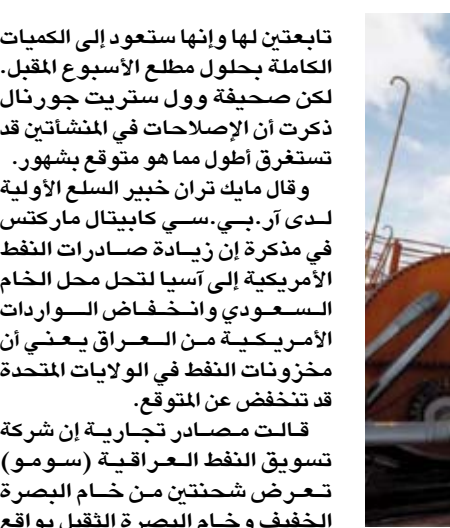 تابعتين لها وإنها ستعود إلى الكميات
الكاملة بحلول مطلع الأسبوع المقبل.
لكن صحيفة وول ستريت جورنال
ذكرت أن الإصلاحات في المنشأتين قد
تستغرق أطول مما هو متوقع بشهور.
وقال مايك تران خبير السلع الأولية
لدى آر.بي.سي كابيتال ماركتس
في مذكرة إن زيادة صادرات النفط
الأمريكية إلى آسيا لتحل محل الخام
السعودي وانخفاض الواردات
الأمريكية من العراق يعني أن
مخزونات النفط في الولايات المتحدة
قد تنخفض عن المتوقع.
قالت مصادر تجارية إن شركة
تسويق النفط العراقية (سومو)
تعرض شحنتين من خام البصرة
الخفيف وخام البصرة الثقيل بواقع